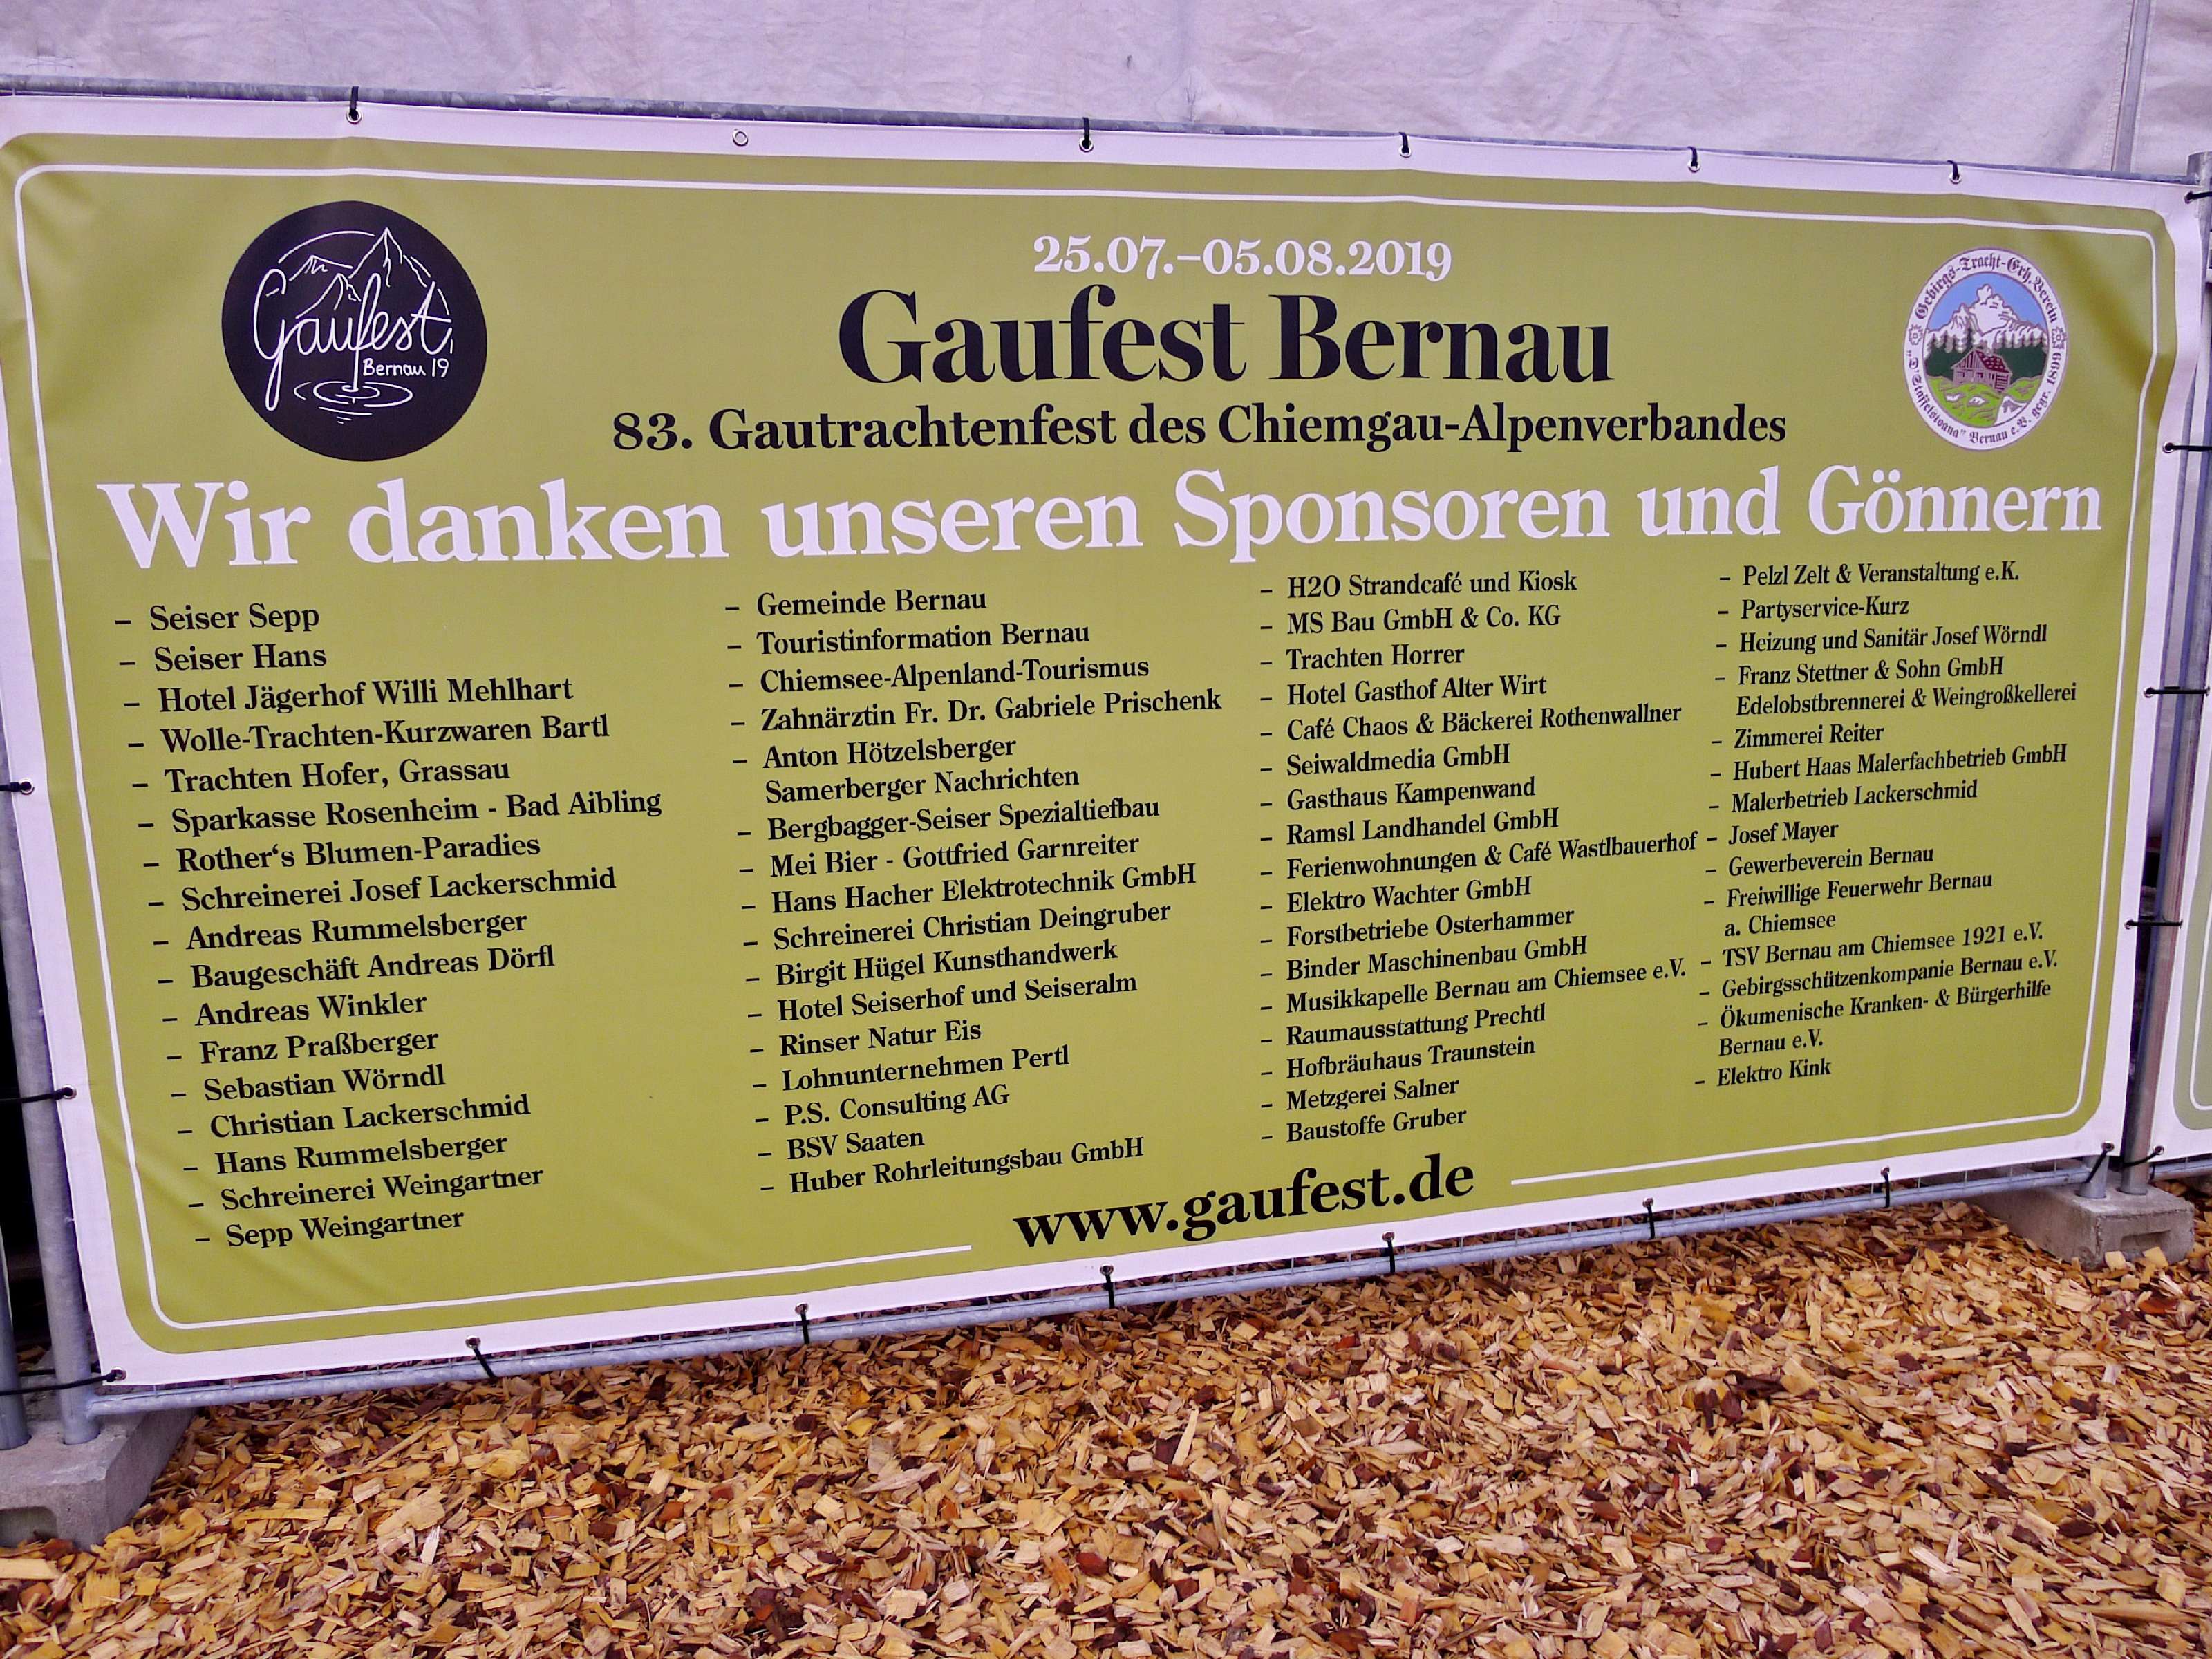 Gaufest
Bernau 19
25.07.–05.08.2019
Gaufest Bernau
83. Gautrachtenfest des Chiemgau-Alpenverbandes
Gebirgs-Tracht-Erh. Verein
"D'Staffelstoana" Bernau e.V. gegr. 1899
Wir danken unseren Sponsoren und Gönnern
– Seiser Sepp
– Seiser Hans
– Hotel Jägerhof Willi Mehlhart
– Wolle-Trachten-Kurzwaren Bartl
– Trachten Hofer, Grassau
– Sparkasse Rosenheim - Bad Aibling
– Rother‘s Blumen-Paradies
– Schreinerei Josef Lackerschmid
– Andreas Rummelsberger
– Baugeschäft Andreas Dörfl
– Andreas Winkler
– Franz Praßberger
– Sebastian Wörndl
– Christian Lackerschmid
– Hans Rummelsberger
– Schreinerei Weingartner
– Sepp Weingartner
– Gemeinde Bernau
– Touristinformation Bernau
– Chiemsee-Alpenland-Tourismus
– Zahnärztin Fr. Dr. Gabriele Prischenk
– Anton Hötzelsberger
Samerberger Nachrichten
– Bergbagger-Seiser Spezialtiefbau
– Mei Bier - Gottfried Garnreiter
– Hans Hacher Elektrotechnik GmbH
– Schreinerei Christian Deingruber
– Birgit Hügel Kunsthandwerk
– Hotel Seiserhof und Seiseralm
– Rinser Natur Eis
– Lohnunternehmen Pertl
– P.S. Consulting AG
– BSV Saaten
– Huber Rohrleitungsbau GmbH
– H2O Strandcafé und Kiosk
– MS Bau GmbH & Co. KG
– Trachten Horrer
– Hotel Gasthof Alter Wirt
– Café Chaos & Bäckerei Rothenwallner
– Seiwaldmedia GmbH
– Gasthaus Kampenwand
– Ramsl Landhandel GmbH
– Ferienwohnungen & Café Wastlbauerhof
– Elektro Wachter GmbH
– Forstbetriebe Osterhammer
– Binder Maschinenbau GmbH
– Musikkapelle Bernau am Chiemsee e.V.
– Raumausstattung Prechtl
– Hofbräuhaus Traunstein
– Metzgerei Salner
– Baustoffe Gruber
– Pelzl Zelt & Veranstaltung e.K.
– Partyservice-Kurz
– Heizung und Sanitär Josef Wörndl
– Franz Stettner & Sohn GmbH
Edelobstbrennerei & Weingroßkellerei
– Zimmerei Reiter
– Hubert Haas Malerfachbetrieb GmbH
– Malerbetrieb Lackerschmid
– Josef Mayer
– Gewerbeverein Bernau
– Freiwillige Feuerwehr Bernau
a. Chiemsee
– TSV Bernau am Chiemsee 1921 e.V.
– Gebirgsschützenkompanie Bernau e.V.
– Ökumenische Kranken- & Bürgerhilfe
Bernau e.V.
– Elektro Kink
www.gaufest.de